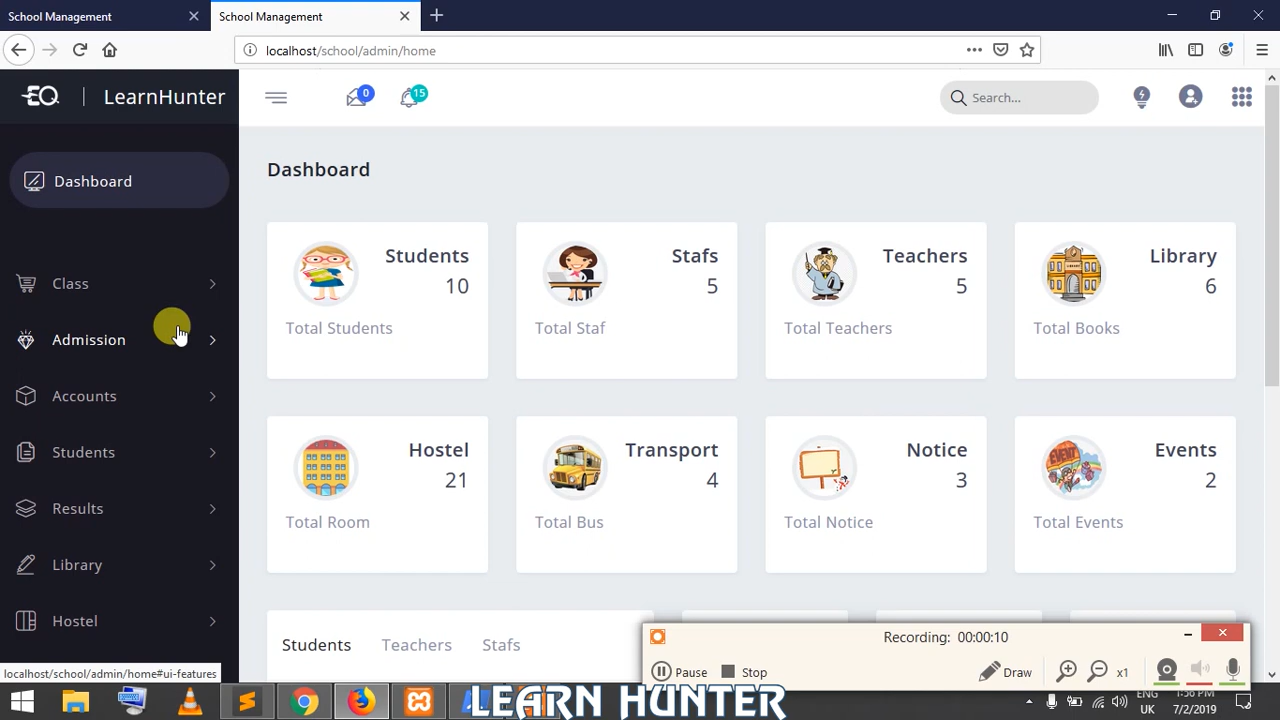 School Management
School Management
localhost/school/admin/home
EQ | LearnHunter
0
15
Search...
Dashboard
Dashboard
Students
10
Total Students
Stafs
5
Total Staf
Teachers
5
Total Teachers
Library
6
Total Books
Class
Admission
Accounts
Students
Results
Library
Hostel
Hostel
21
Total Room
Transport
4
Total Bus
Notice
3
Total Notice
Events
2
Total Events
Students Teachers Stafs
Recording: 00:00:10
Pause Stop Draw x1
localhost/school/admin/home#ui-features
LEARN HUNTER
ENG
UK
1:56 PM
7/2/2019